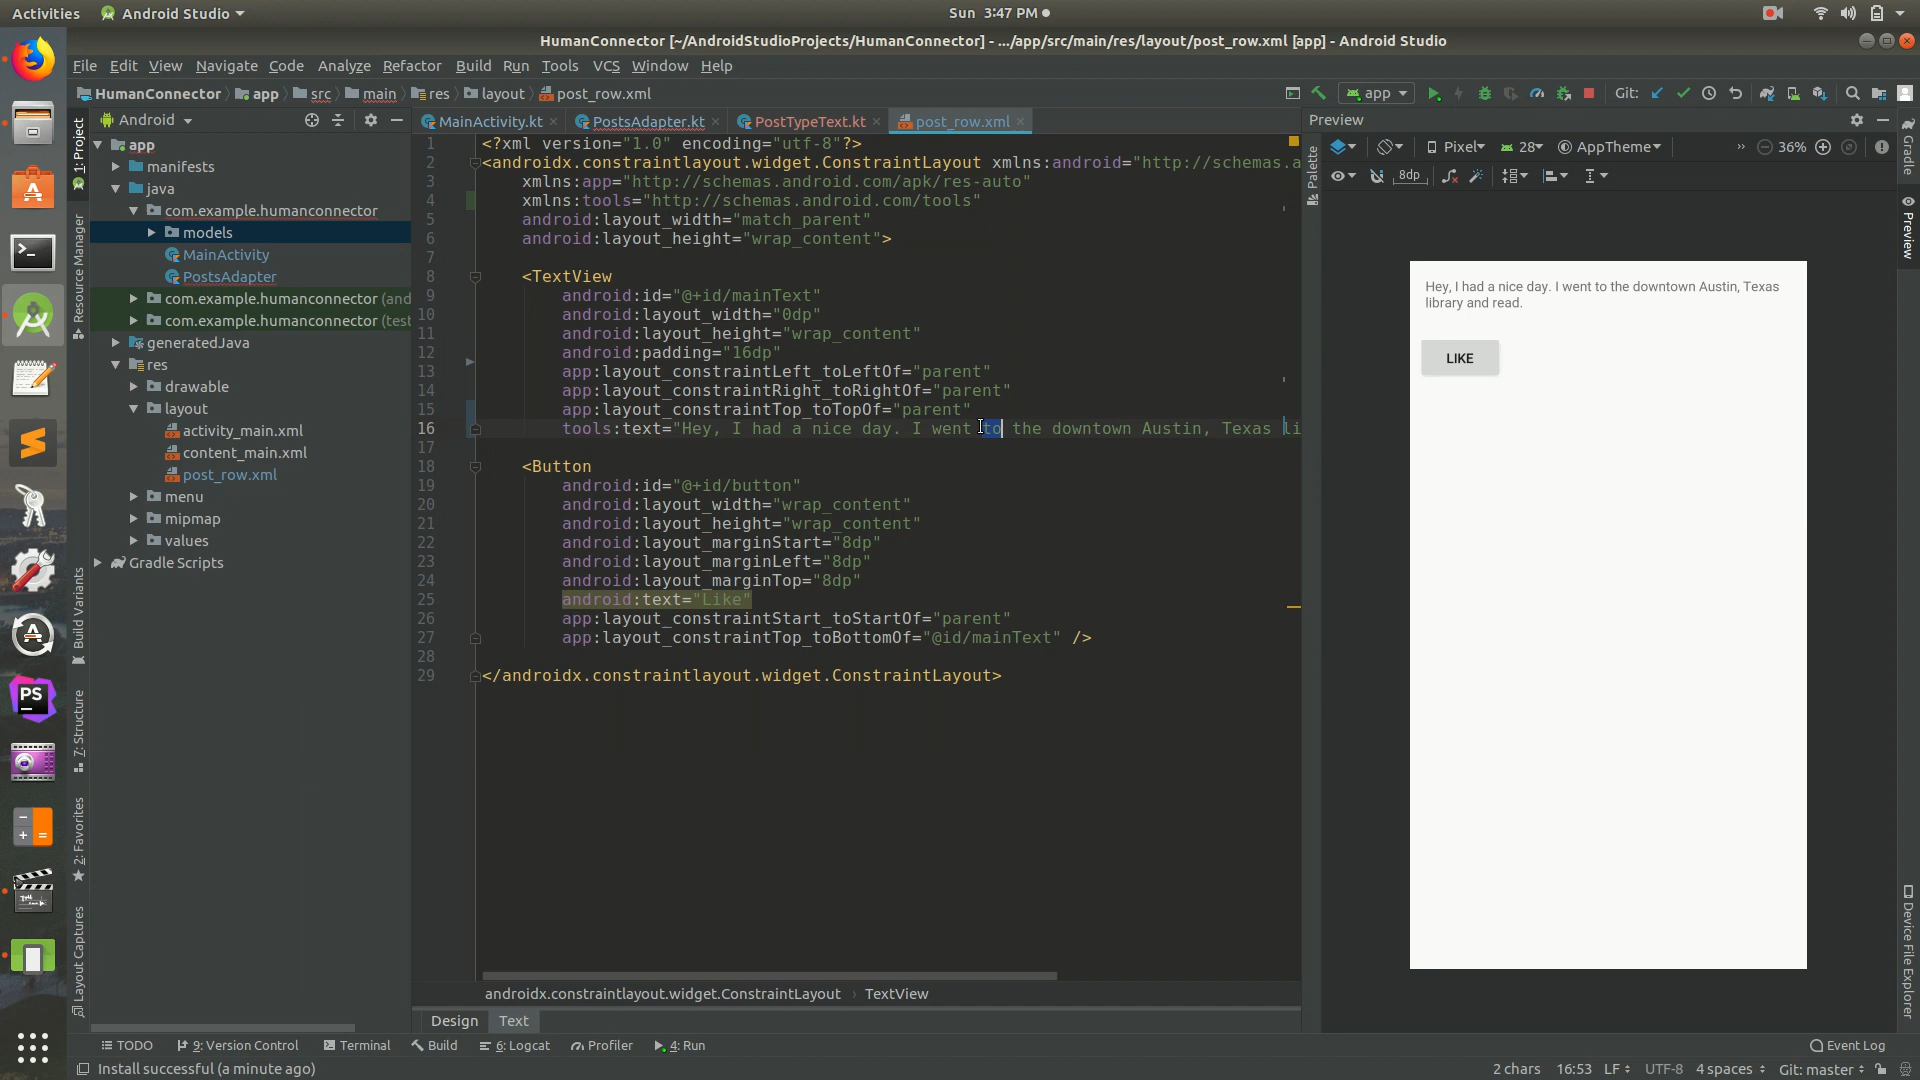 Activities Android Studio Sun 3:47 PM
HumanConnector [~/AndroidStudioProjects/HumanConnector] - .../app/src/main/res/layout/post_row.xml [app] - Android Studio
File Edit View Navigate Code Analyze Refactor Build Run Tools VCS Window Help
HumanConnector app src main res layout post_row.xml app Git:
Android
MainActivity.kt PostsAdapter.kt PostTypeText.kt post_row.xml
Preview
app
manifests
java
com.example.humanconnector
models
MainActivity
PostsAdapter
com.example.humanconnector (and
com.example.humanconnector (test
generatedJava
res
drawable
layout
activity_main.xml
content_main.xml
post_row.xml
menu
mipmap
values
Gradle Scripts
1: Project
Resource Manager
Build Variants
7: Structure
2: Favorites
Layout Captures
PS
1 <?xml version="1.0" encoding="utf-8"?>
2 <androidx.constraintlayout.widget.ConstraintLayout xmlns:android="http://schemas.a
3 xmlns:app="http://schemas.android.com/apk/res-auto"
4 xmlns:tools="http://schemas.android.com/tools"
5 android:layout_width="match_parent"
6 android:layout_height="wrap_content">
7
8 <TextView
9 android:id="@+id/mainText"
10 android:layout_width="0dp"
11 android:layout_height="wrap_content"
12 android:padding="16dp"
13 app:layout_constraintLeft_toLeftOf="parent"
14 app:layout_constraintRight_toRightOf="parent"
15 app:layout_constraintTop_toTopOf="parent"
16 tools:text="Hey, I had a nice day. I went to the downtown Austin, Texas li
17
18 <Button
19 android:id="@+id/button"
20 android:layout_width="wrap_content"
21 android:layout_height="wrap_content"
22 android:layout_marginStart="8dp"
23 android:layout_marginLeft="8dp"
24 android:layout_marginTop="8dp"
25 android:text="Like"
26 app:layout_constraintStart_toStartOf="parent"
27 app:layout_constraintTop_toBottomOf="@id/mainText" />
28
29 </androidx.constraintlayout.widget.ConstraintLayout>
androidx.constraintlayout.widget.ConstraintLayout TextView
Design Text
Palette
Pixel 28 AppTheme 36%
8dp
Hey, I had a nice day. I went to the downtown Austin, Texas
library and read.
LIKE
Gradle
Preview
Device File Explorer
TODO 9: Version Control Terminal Build 6: Logcat Profiler 4: Run Event Log
Install successful (a minute ago) 2 chars 16:53 LF UTF-8 4 spaces Git: master